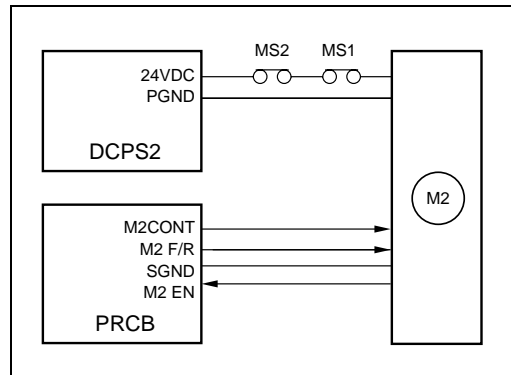 MS2 MS1
24VDC
PGND
DCPS2
M2
M2CONT
M2 F/R
SGND
M2 EN
PRCB